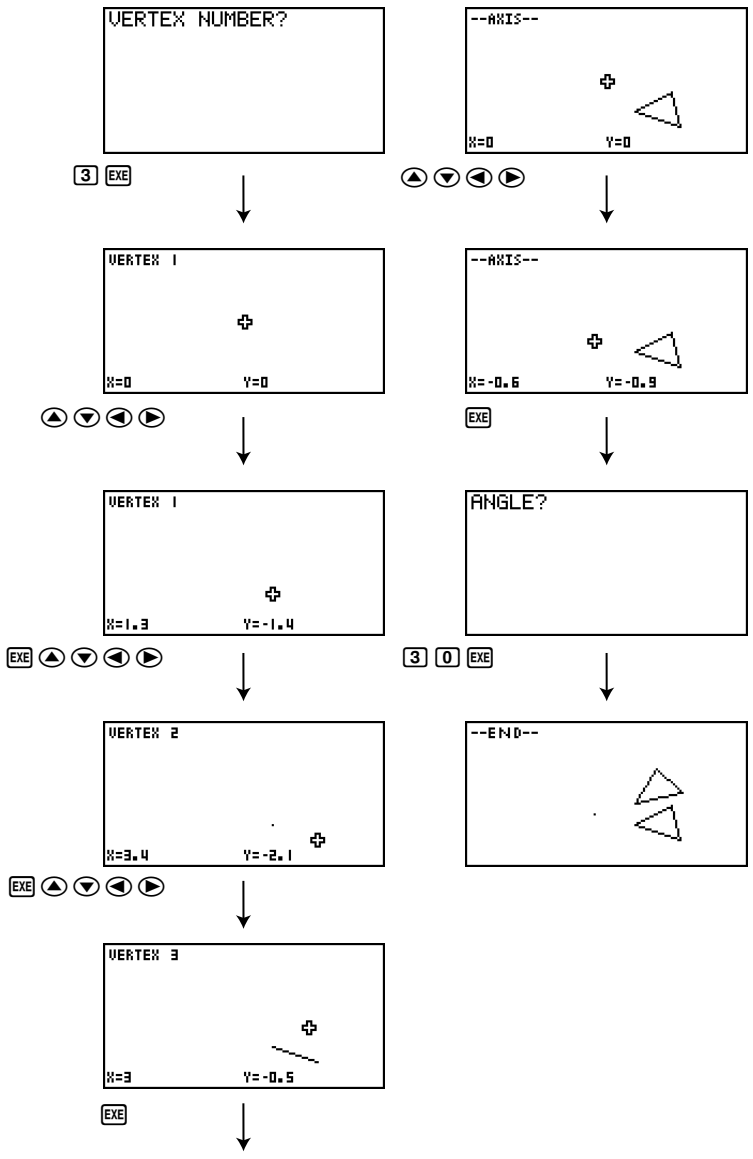 VERTEX NUMBER?
3 EXE
VERTEX 1
X=0 Y=0
VERTEX 1
X=1.3 Y=-1.4
EXE
VERTEX 2
X=3.4 Y=-2.1
EXE
VERTEX 3
X=3 Y=-0.5
EXE
--AXIS--
X=0 Y=0
--AXIS--
X=-0.6 Y=-0.9
EXE
ANGLE?
3 0 EXE
--END--